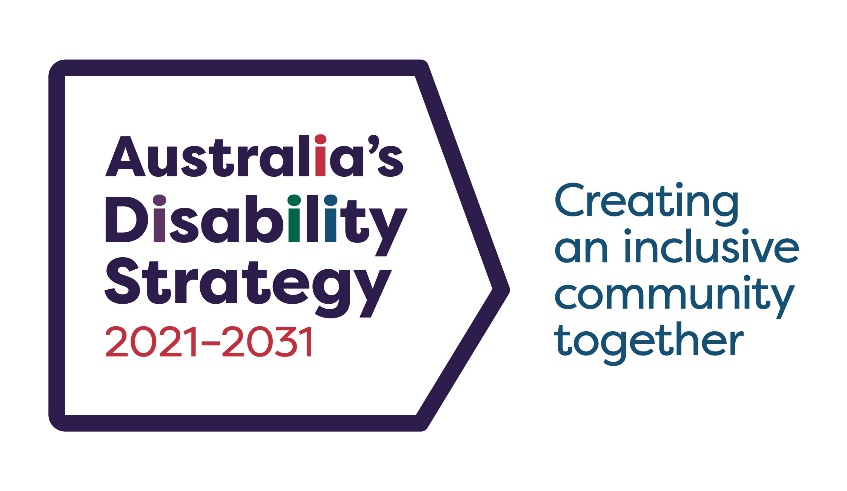 Australia’s
Disability
Strategy
2021–2031
Creating
an inclusive
community
together